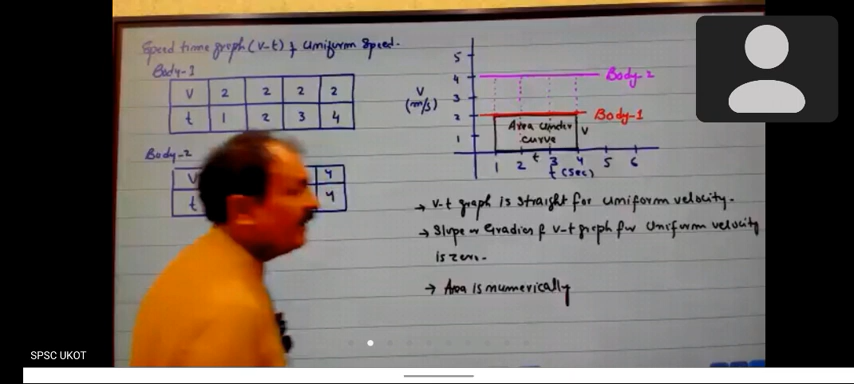 Speed time graph (v-t) of Uniform Speed.
Body-1
V 2 2 2 2
t 1 2 3 4
Body-2
V 4
t 4
5
4 Body-2
V 3
(m/s)
2 Body-1
Area under V
1 curve
t
1 2 3 4 5 6
t (sec)
→ V-t graph is straight for uniform velocity.
→ Slope or Gradient of V-t graph for Uniform velocity
is zero.
→ Area is numerically
SPSC UKOT